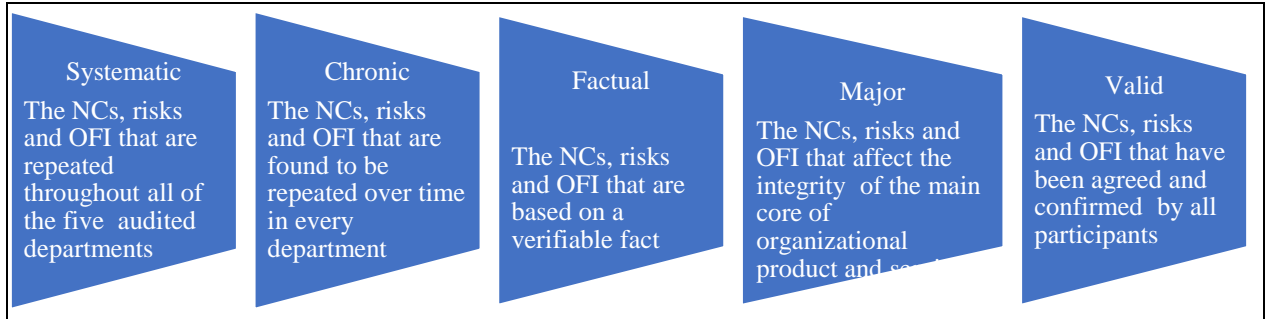 Systematic
The NCs, risks
and OFI that are
repeated
throughout all of
the five audited
departments
Chronic
The NCs, risks
and OFI that are
found to be
repeated over time
in every
department
Factual
The NCs, risks
and OFI that are
based on a
verifiable fact
Major
The NCs, risks and
OFI that affect the
integrity of the main
core of
organizational
product and
Valid
The NCs, risks
and OFI that have
been agreed and
confirmed by all
participants